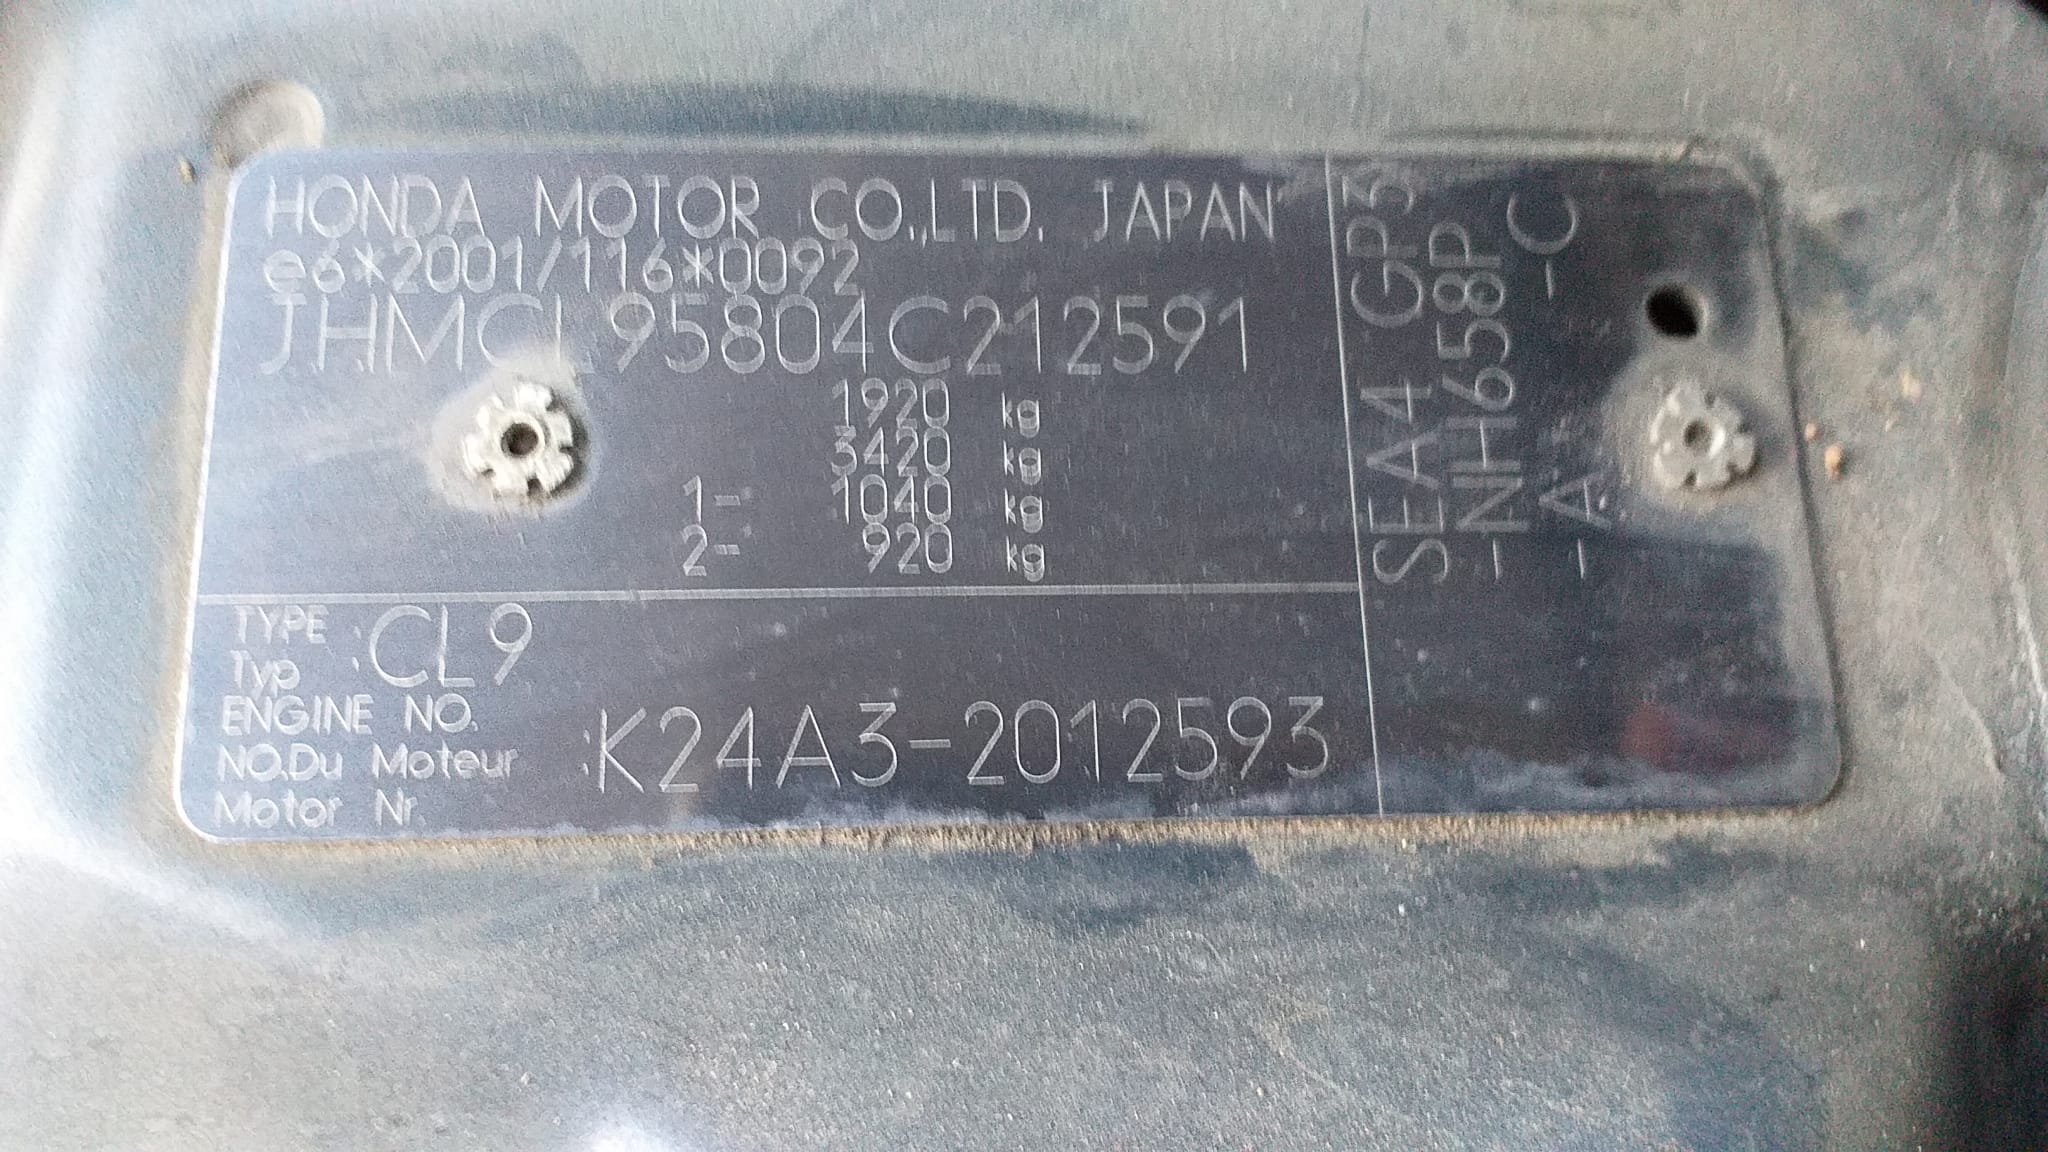 HONDA MOTOR CO.,LTD. JAPAN
e6*2001/116*0092
JHMCL95804C212591
1920 kg
3420 kg
1- 1040 kg
2- 920 kg
TYPE
Typ :CL9
ENGINE NO.
NO.Du Moteur :K24A3-2012593
Motor Nr.
SEA4 GP3
-NH658P
-A -C